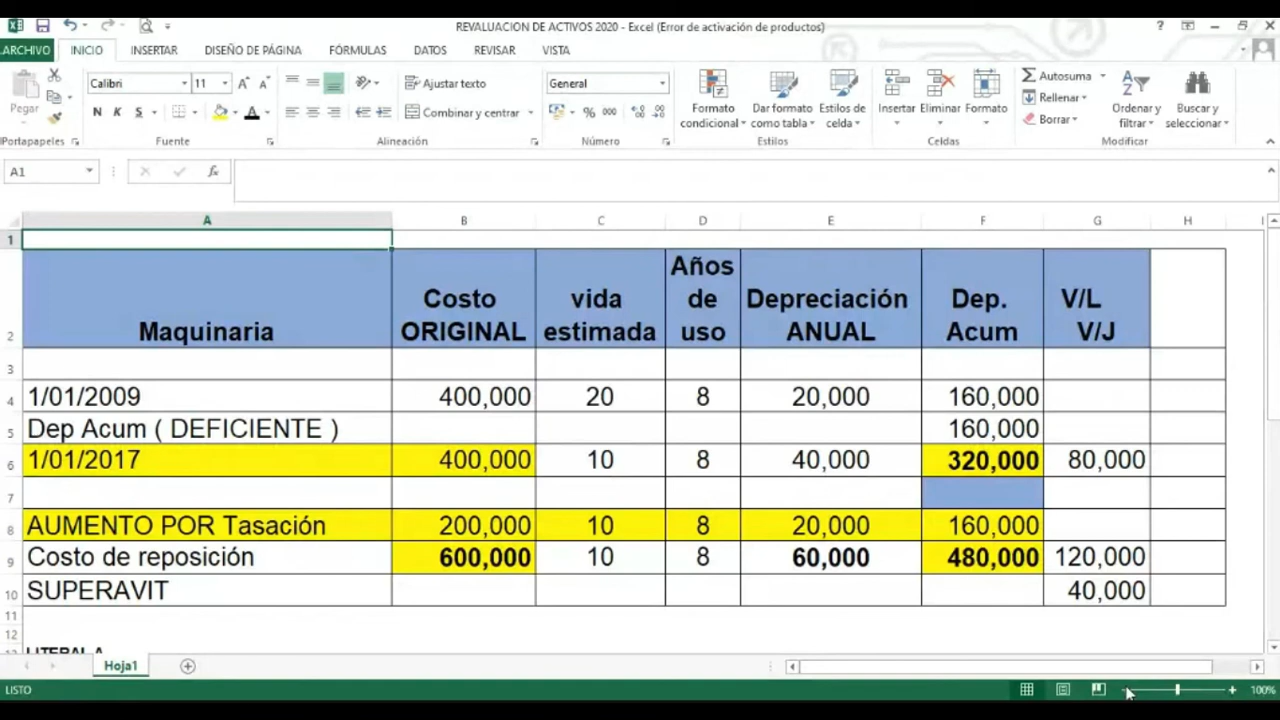 REVALUACION DE ACTIVOS 2020 - Excel (Error de activación de productos)
ARCHIVO INICIO INSERTAR DISEÑO DE PÁGINA FÓRMULAS DATOS REVISAR VISTA
Pegar
Calibri 11
N K S
Ajustar texto
Combinar y centrar
General
% 000
Formato condicional
Dar formato como tabla
Estilos de celda
Insertar Eliminar Formato
Autosuma
Rellenar
Borrar
Ordenar y filtrar
Buscar y seleccionar
Portapapeles Fuente Alineación Número Estilos Celdas Modificar
A1 fx
A B C D E F G H
1
2 Maquinaria Costo ORIGINAL vida estimada Años de uso Depreciación ANUAL Dep. Acum V/L V/J
3
4 1/01/2009 400,000 20 8 20,000 160,000
5 Dep Acum ( DEFICIENTE ) 160,000
6 1/01/2017 400,000 10 8 40,000 320,000 80,000
7
8 AUMENTO POR Tasación 200,000 10 8 20,000 160,000
9 Costo de reposición 600,000 10 8 60,000 480,000 120,000
10 SUPERAVIT 40,000
11
12
Hoja1
LISTO 100%